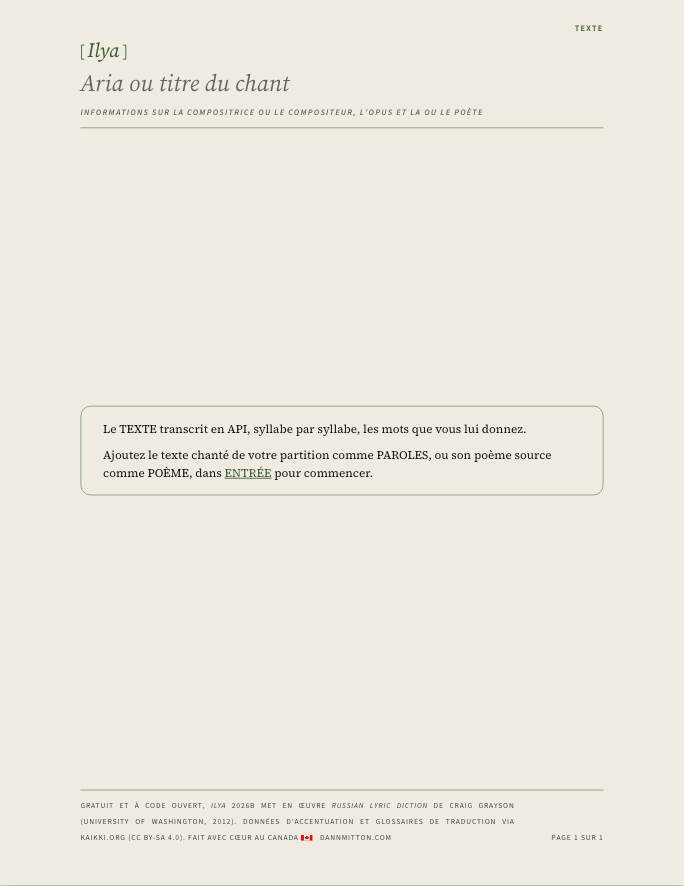 TEXTE
[Ilya]
Aria ou titre du chant
INFORMATIONS SUR LA COMPOSITRICE OU LE COMPOSITEUR, L'OPUS ET LA OU LE POÈTE
Le TEXTE transcrit en API, syllabe par syllabe, les mots que vous lui donnez.
Ajoutez le texte chanté de votre partition comme PAROLES, ou son poème source
comme POÈME, dans ENTRÉE pour commencer.
GRATUIT ET À CODE OUVERT, ILYA 2026B MET EN ŒUVRE RUSSIAN LYRIC DICTION DE CRAIG GRAYSON
(UNIVERSITY OF WASHINGTON, 2012). DONNÉES D'ACCENTUATION ET GLOSSAIRES DE TRADUCTION VIA
KAIKKI.ORG (CC BY-SA 4.0). FAIT AVEC CŒUR AU CANADA 🇨🇦 DANNMITTON.COM
PAGE 1 SUR 1